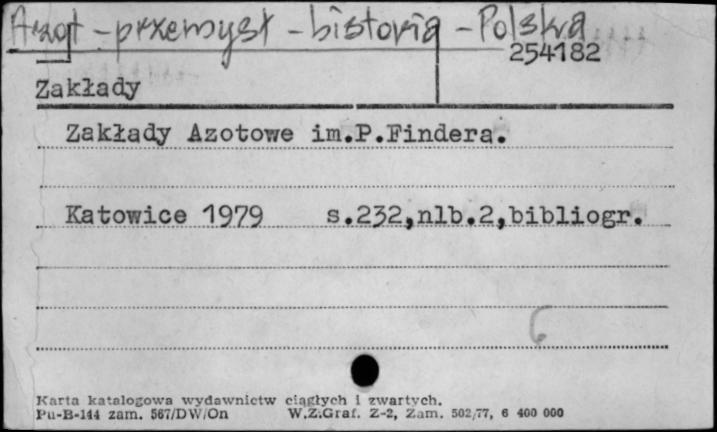 Azot - przemysł - historia - Polska
254182
Zakłady
Zakłady Azotowe im.P.Findera.
Katowice 1979 s.232,nlb.2,bibliogr.
6
Karta katalogowa wydawnictw ciągłych i zwartych.
Pu-B-144 zam. 567/DW/On W.Z.Graf. Z-2, Zam. 502/77, 6 400 000